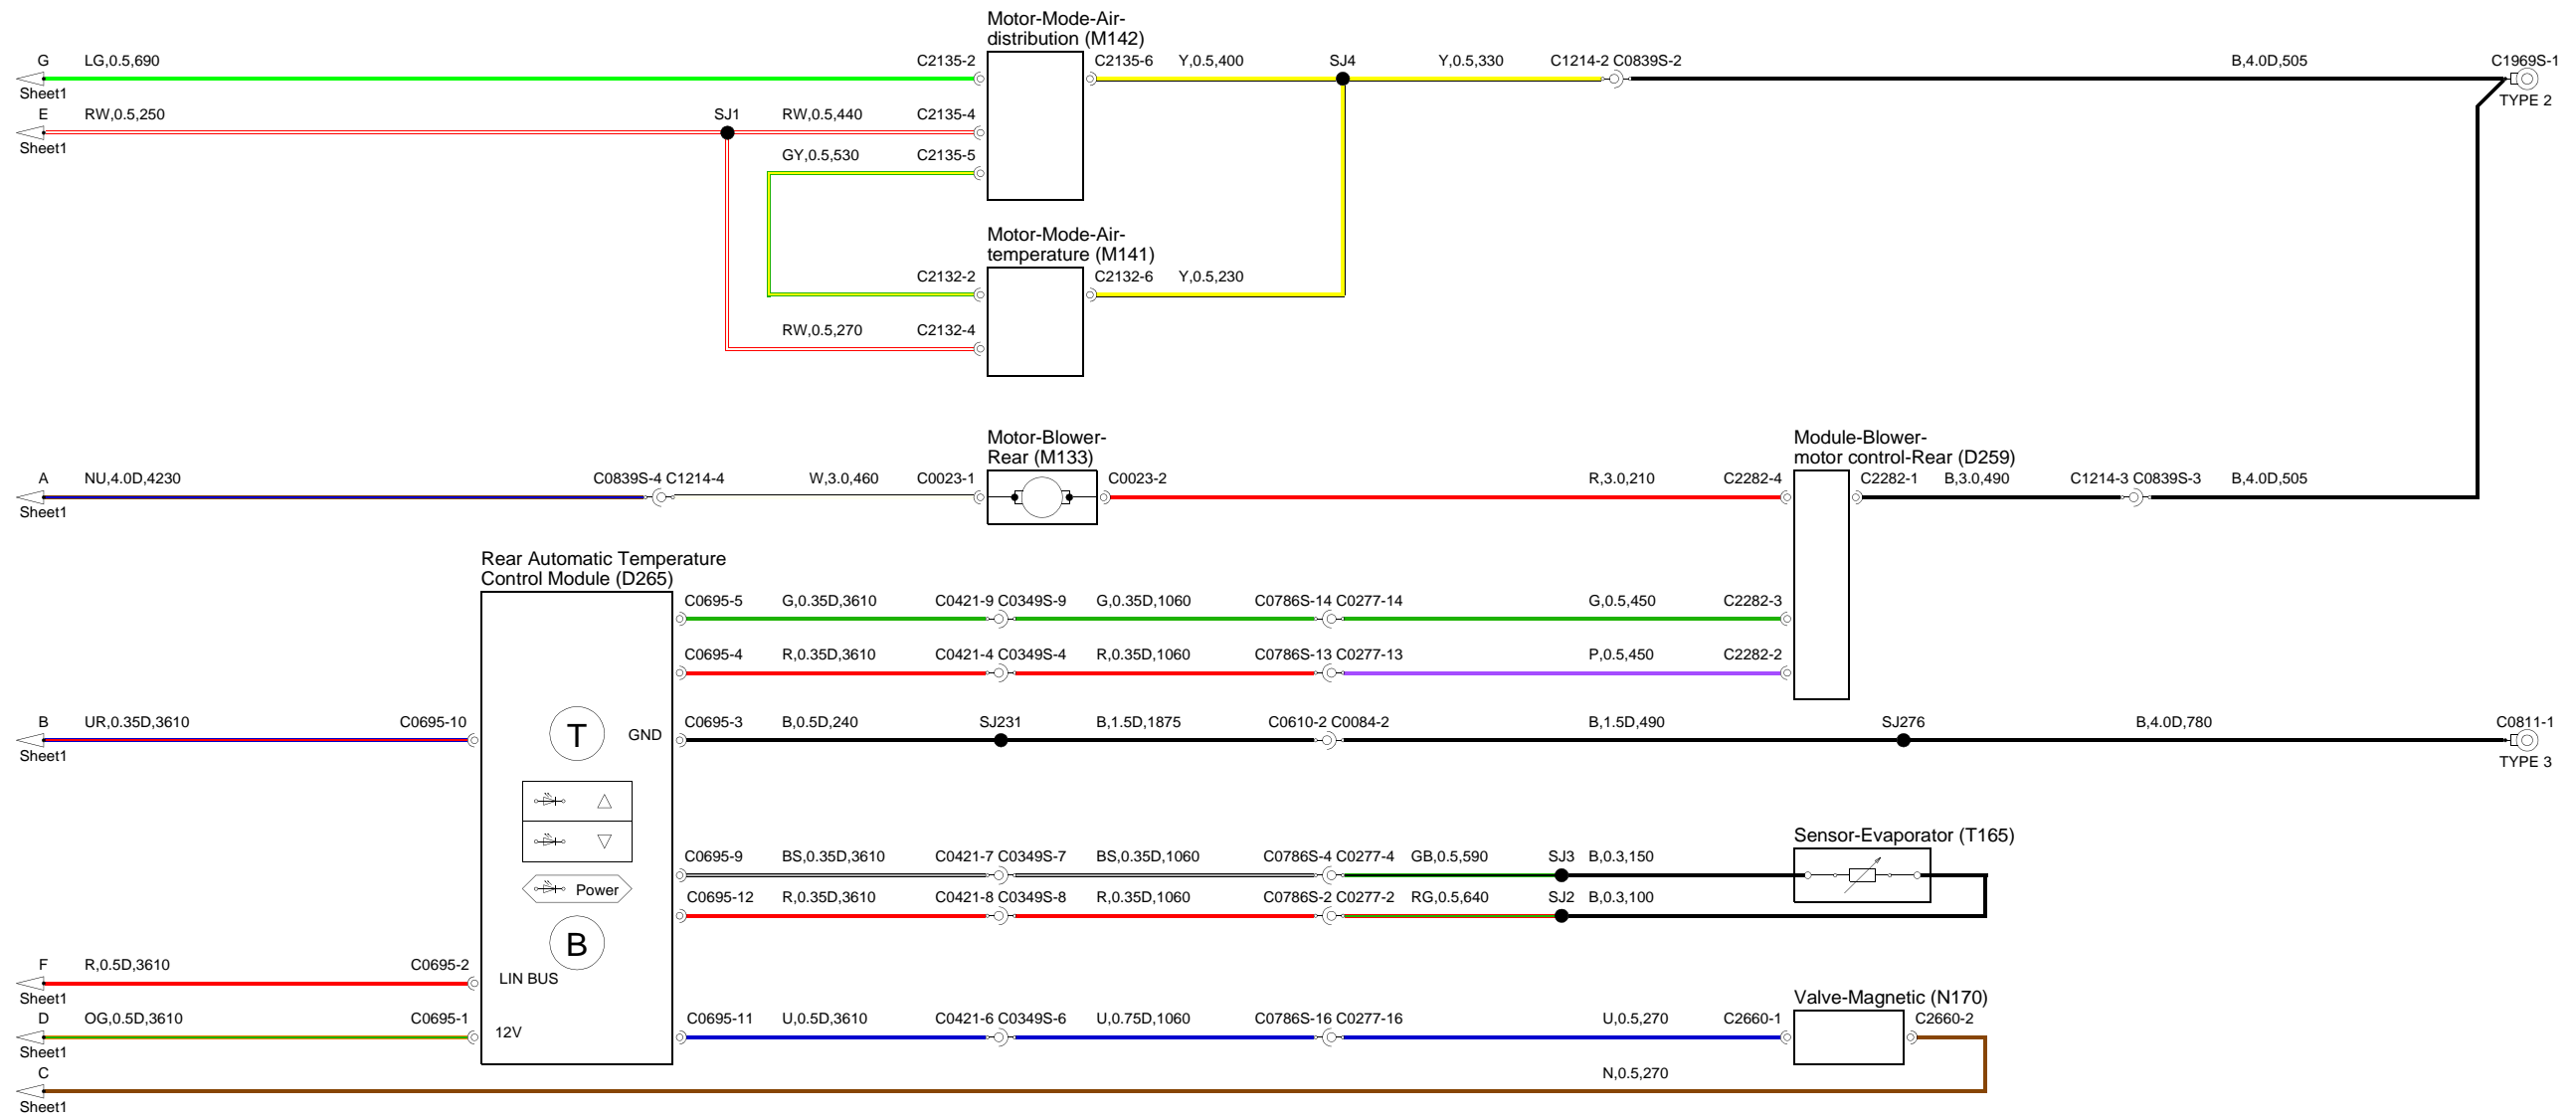 Motor-Mode-Air-
distribution (M142)
G LG,0.5,690 C2135-2 C2135-6 Y,0.5,400 SJ4 Y,0.5,330 C1214-2 C0839S-2 B,4.0D,505 C1969S-1
Sheet1 TYPE 2
E RW,0.5,250 SJ1 RW,0.5,440 C2135-4
Sheet1
GY,0.5,530 C2135-5
Motor-Mode-Air-
temperature (M141)
C2132-2 C2132-6 Y,0.5,230
RW,0.5,270 C2132-4
Motor-Blower-
Rear (M133)
Module-Blower-
motor control-Rear (D259)
A NU,4.0D,4230 C0839S-4 C1214-4 W,3.0,460 C0023-1 C0023-2 R,3.0,210 C2282-4 C2282-1 B,3.0,490 C1214-3 C0839S-3 B,4.0D,505
Sheet1
Rear Automatic Temperature
Control Module (D265)
C0695-5 G,0.35D,3610 C0421-9 C0349S-9 G,0.35D,1060 C0786S-14 C0277-14 G,0.5,450 C2282-3
C0695-4 R,0.35D,3610 C0421-4 C0349S-4 R,0.35D,1060 C0786S-13 C0277-13 P,0.5,450 C2282-2
B UR,0.35D,3610 C0695-10 T GND C0695-3 B,0.5D,240 SJ231 B,1.5D,1875 C0610-2 C0084-2 B,1.5D,490 SJ276 B,4.0D,780 C0811-1
Sheet1 TYPE 3
Sensor-Evaporator (T165)
C0695-9 BS,0.35D,3610 C0421-7 C0349S-7 BS,0.35D,1060 C0786S-4 C0277-4 GB,0.5,590 SJ3 B,0.3,150
Power
C0695-12 R,0.35D,3610 C0421-8 C0349S-8 R,0.35D,1060 C0786S-2 C0277-2 RG,0.5,640 SJ2 B,0.3,100
B
F R,0.5D,3610 C0695-2 LIN BUS
Sheet1
Valve-Magnetic (N170)
D OG,0.5D,3610 C0695-1 12V C0695-11 U,0.5D,3610 C0421-6 C0349S-6 U,0.75D,1060 C0786S-16 C0277-16 U,0.5,270 C2660-1 C2660-2
Sheet1
C N,0.5,270
Sheet1